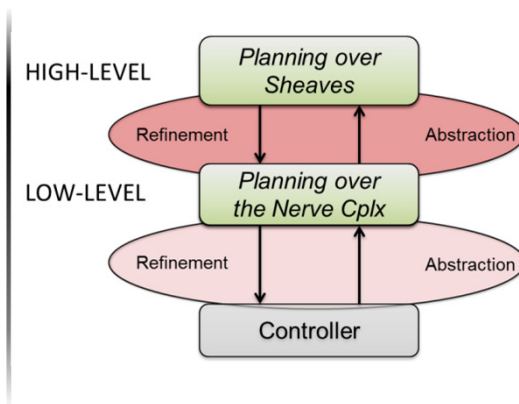 HIGH-LEVEL
Planning over
Sheaves
Refinement
Abstraction
LOW-LEVEL
Planning over
the Nerve Cplx
Refinement
Abstraction
Controller